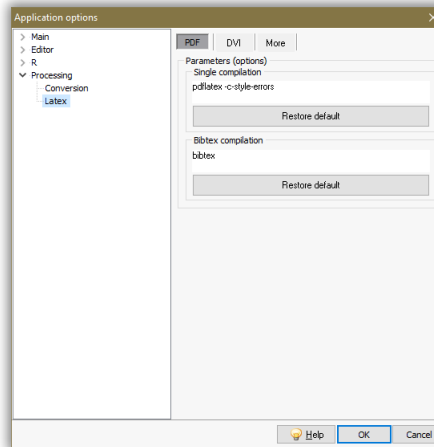 Application options
Main
Editor
R
Processing
Conversion
Latex
PDF DVI More
Parameters (options)
Single compilation
pdflatex -c-style-errors
Restore default
Bibtex compilation
bibtex
Restore default
Help OK Cancel